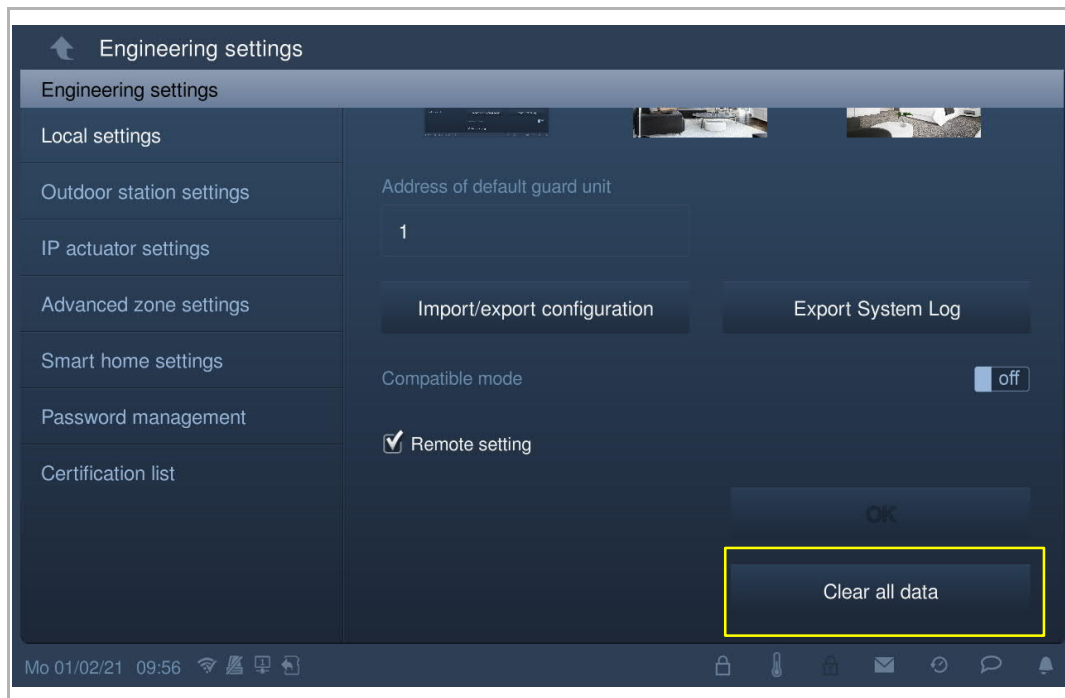 Engineering settings
Engineering settings
Local settings
Outdoor station settings
IP actuator settings
Advanced zone settings
Smart home settings
Password management
Certification list
Address of default guard unit
1
Import/export configuration
Export System Log
Compatible mode
off
Remote setting
OK
Clear all data
Mo 01/02/21 09:56